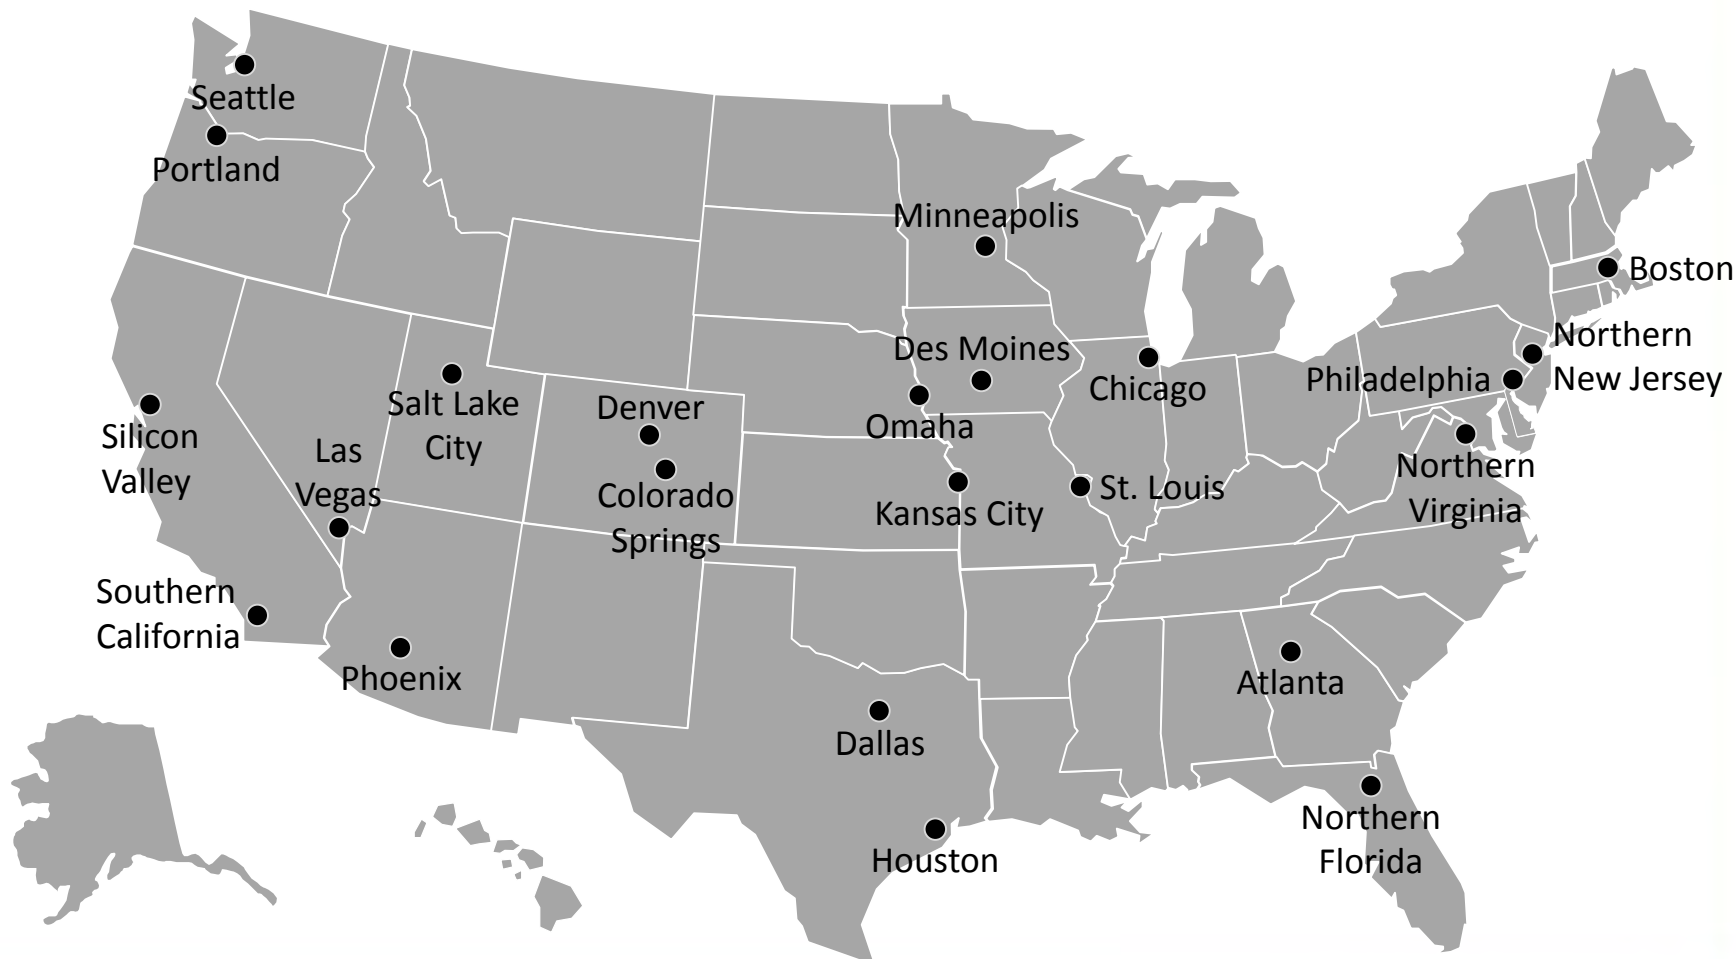 Seattle
Portland
Minneapolis
Boston
Northern
New Jersey
Des Moines
Chicago
Philadelphia
Salt Lake
City
Denver
Omaha
Silicon
Valley
Las
Vegas
Colorado
Springs
Kansas City
St. Louis
Northern
Virginia
Southern
California
Phoenix
Atlanta
Dallas
Houston
Northern
Florida